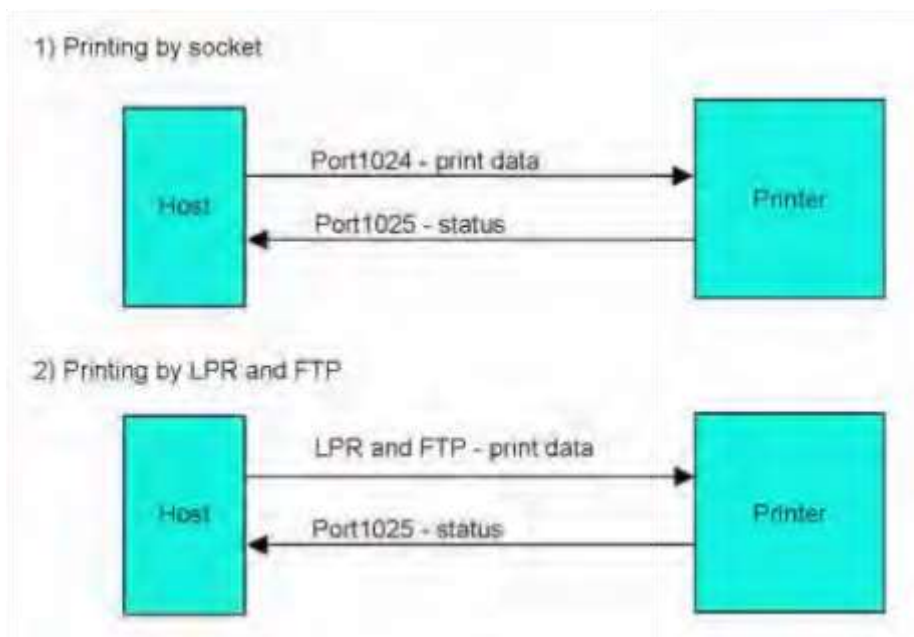 1) Printing by socket
Port1024 - print data
Host
Printer
Port1025 - status
2) Printing by LPR and FTP
LPR and FTP - print data
Host
Printer
Port1025 - status